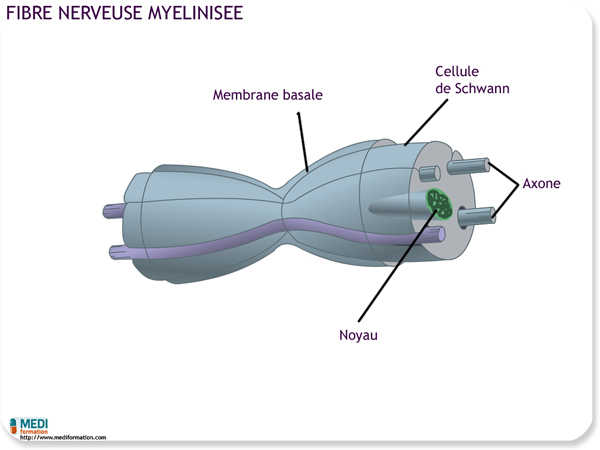 FIBRE NERVEUSE MYELINISEE
Cellule
de Schwann
Membrane basale
Axone
Noyau
MEDI
formation
http://www.mediformation.com